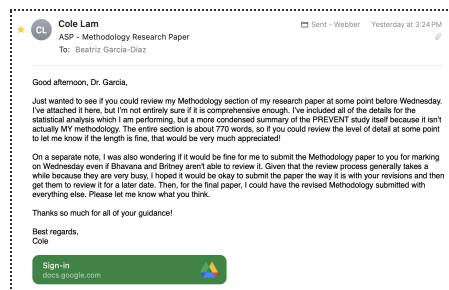 CL Cole Lam Sent - Webber Yesterday at 3:24 PM
ASP - Methodology Research Paper
To: Beatriz Garcia-Diaz
Good afternoon, Dr. Garcia,
Just wanted to see if you could review my Methodology section of my research paper at some point before Wednesday.
I've attached it here, but I'm not entirely sure if it is comprehensive enough. I've included all of the details for the
statistical analysis which I am performing, but a more condensed summary of the PREVENT study itself because it isn't
actually MY methodology. The entire section is about 770 words, so if you could review the level of detail at some point
to let me know if the length is fine, that would be very much appreciated!
On a separate note, I was also wondering if it would be fine for me to submit the Methodology paper to you for marking
on Wednesday even if Bhavana and Britney aren't able to review it. Given that the review process generally takes a
while because they are very busy, I hoped it would be okay to submit the paper the way it is with your revisions and then
get them to review it for a later date. Then, for the final paper, I could have the revised Methodology submitted with
everything else. Please let me know what you think.
Thanks so much for all of your guidance!
Best regards,
Cole
Sign-in
docs.google.com